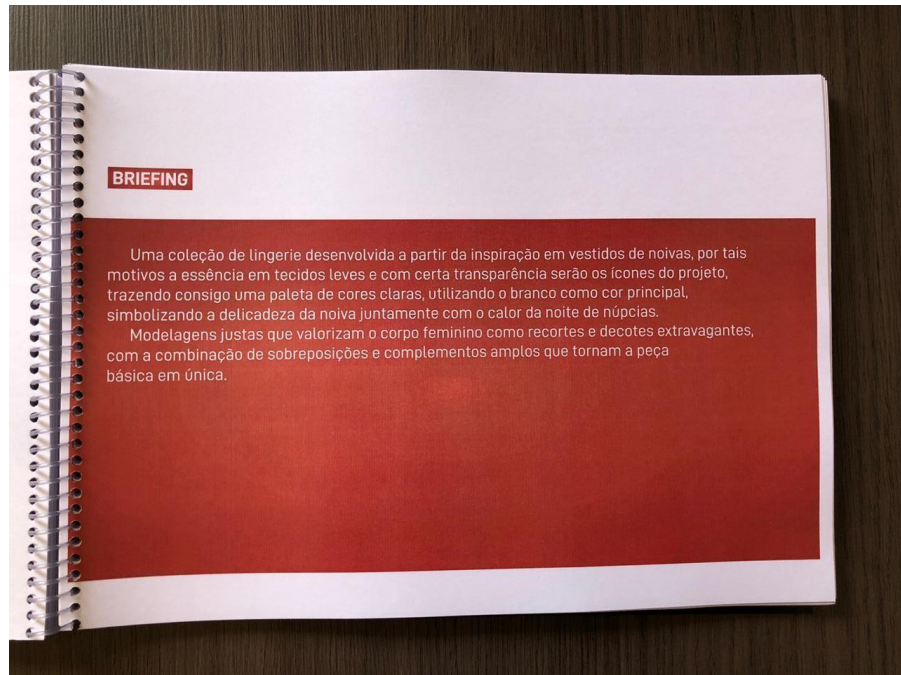 BRIEFING
Uma coleção de lingerie desenvolvida a partir da inspiração em vestidos de noivas, por tais
motivos a essência em tecidos leves e com certa transparência serão os ícones do projeto,
trazendo consigo uma paleta de cores claras, utilizando o branco como cor principal,
simbolizando a delicadeza da noiva juntamente com o calor da noite de núpcias.
Modelagens justas que valorizam o corpo feminino como recortes e decotes extravagantes,
com a combinação de sobreposições e complementos amplos que tornam a peça
básica em única.